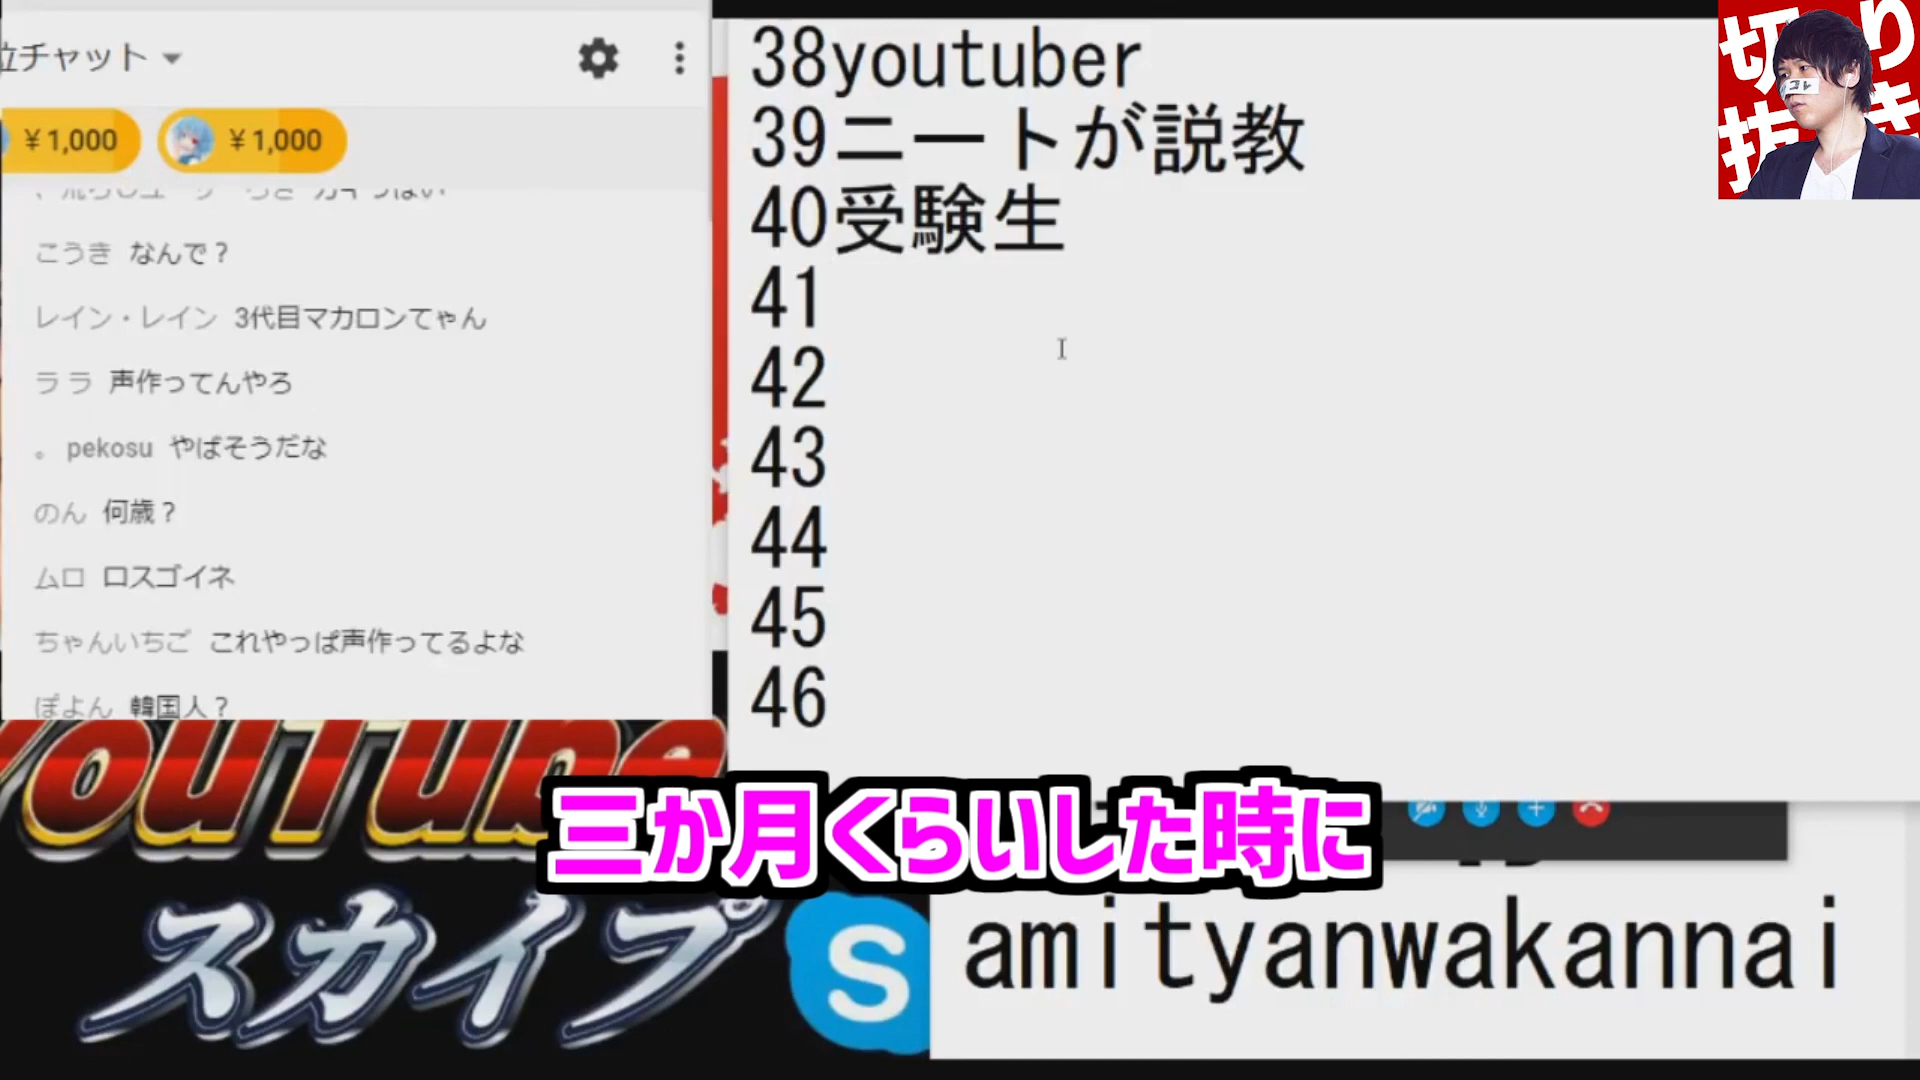 位チャット
￥1,000
￥1,000
こうき なんで？
レイン・レイン 3代目マカロンてゃん
ラ ラ 声作ってんやろ
。 pekosu やばそうだな
のん 何歳？
ムロ ロスゴイネ
ちゃんいちご これやっぱ声作ってるよな
ぽよん 韓国人？
38youtuber
39ニートが説教
40受験生
41
42
43
44
45
46
切り
抜き
コレ
YouTube
三か月くらいした時に
スカイプ
S
amityanwakannai